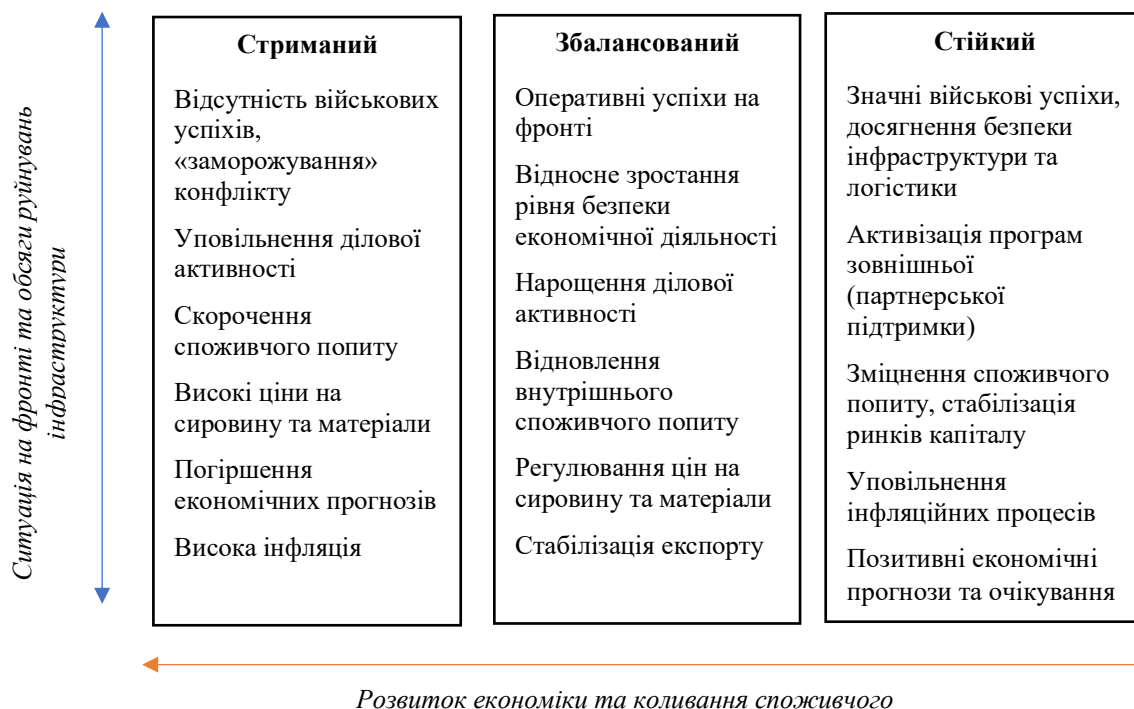 Ситуація на фронті та обсяги руйнувань
інфраструктури
Стриманий
Відсутність військових
успіхів,
«заморожування»
конфлікту
Уповільнення ділової
активності
Скорочення
споживчого попиту
Високі ціни на
сировину та матеріали
Погіршення
економічних прогнозів
Висока інфляція
Збалансований
Оперативні успіхи на
фронті
Відносне зростання
рівня безпеки
економічної діяльності
Нарощення ділової
активності
Відновлення
внутрішнього
споживчого попиту
Регулювання цін на
сировину та матеріали
Стабілізація експорту
Стійкий
Значні військові успіхи,
досягнення безпеки
інфраструктури та
логістики
Активізація програм
зовнішньої
(партнерської
підтримки)
Зміцнення споживчого
попиту, стабілізація
ринків капіталу
Уповільнення
інфляційних процесів
Позитивні економічні
прогнози та очікування
Розвиток економіки та коливання споживчого